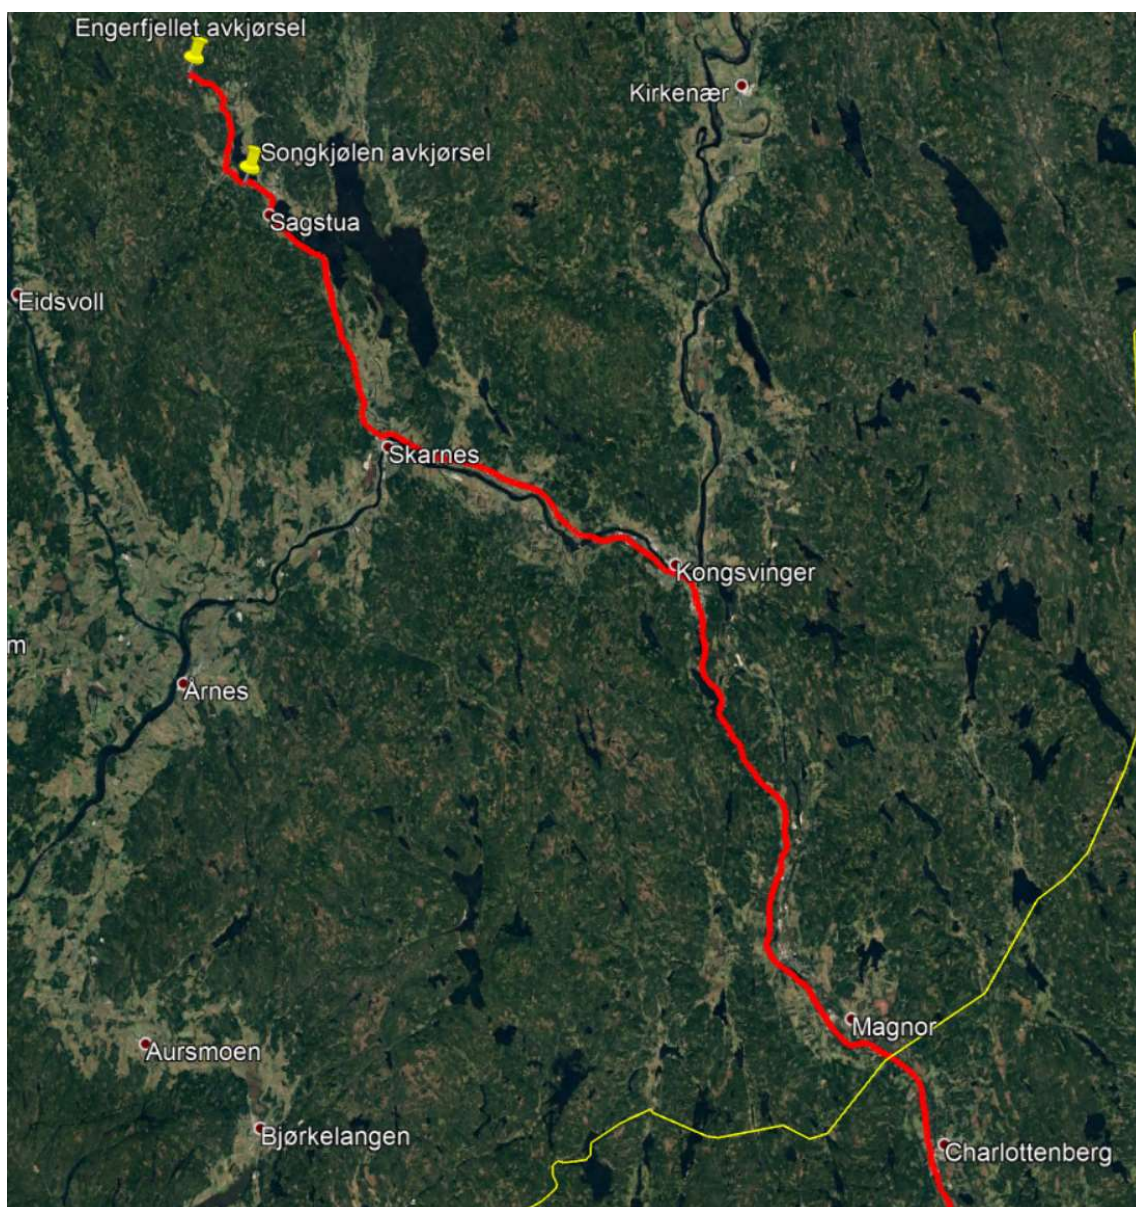 Engerfjellet avkjørsel
Kirkenær
Songkjølen avkjørsel
Sagstua
Eidsvoll
Skarnes
Kongsvinger
m
Årnes
Magnor
Aursmoen
Bjørkelangen
Charlottenberg